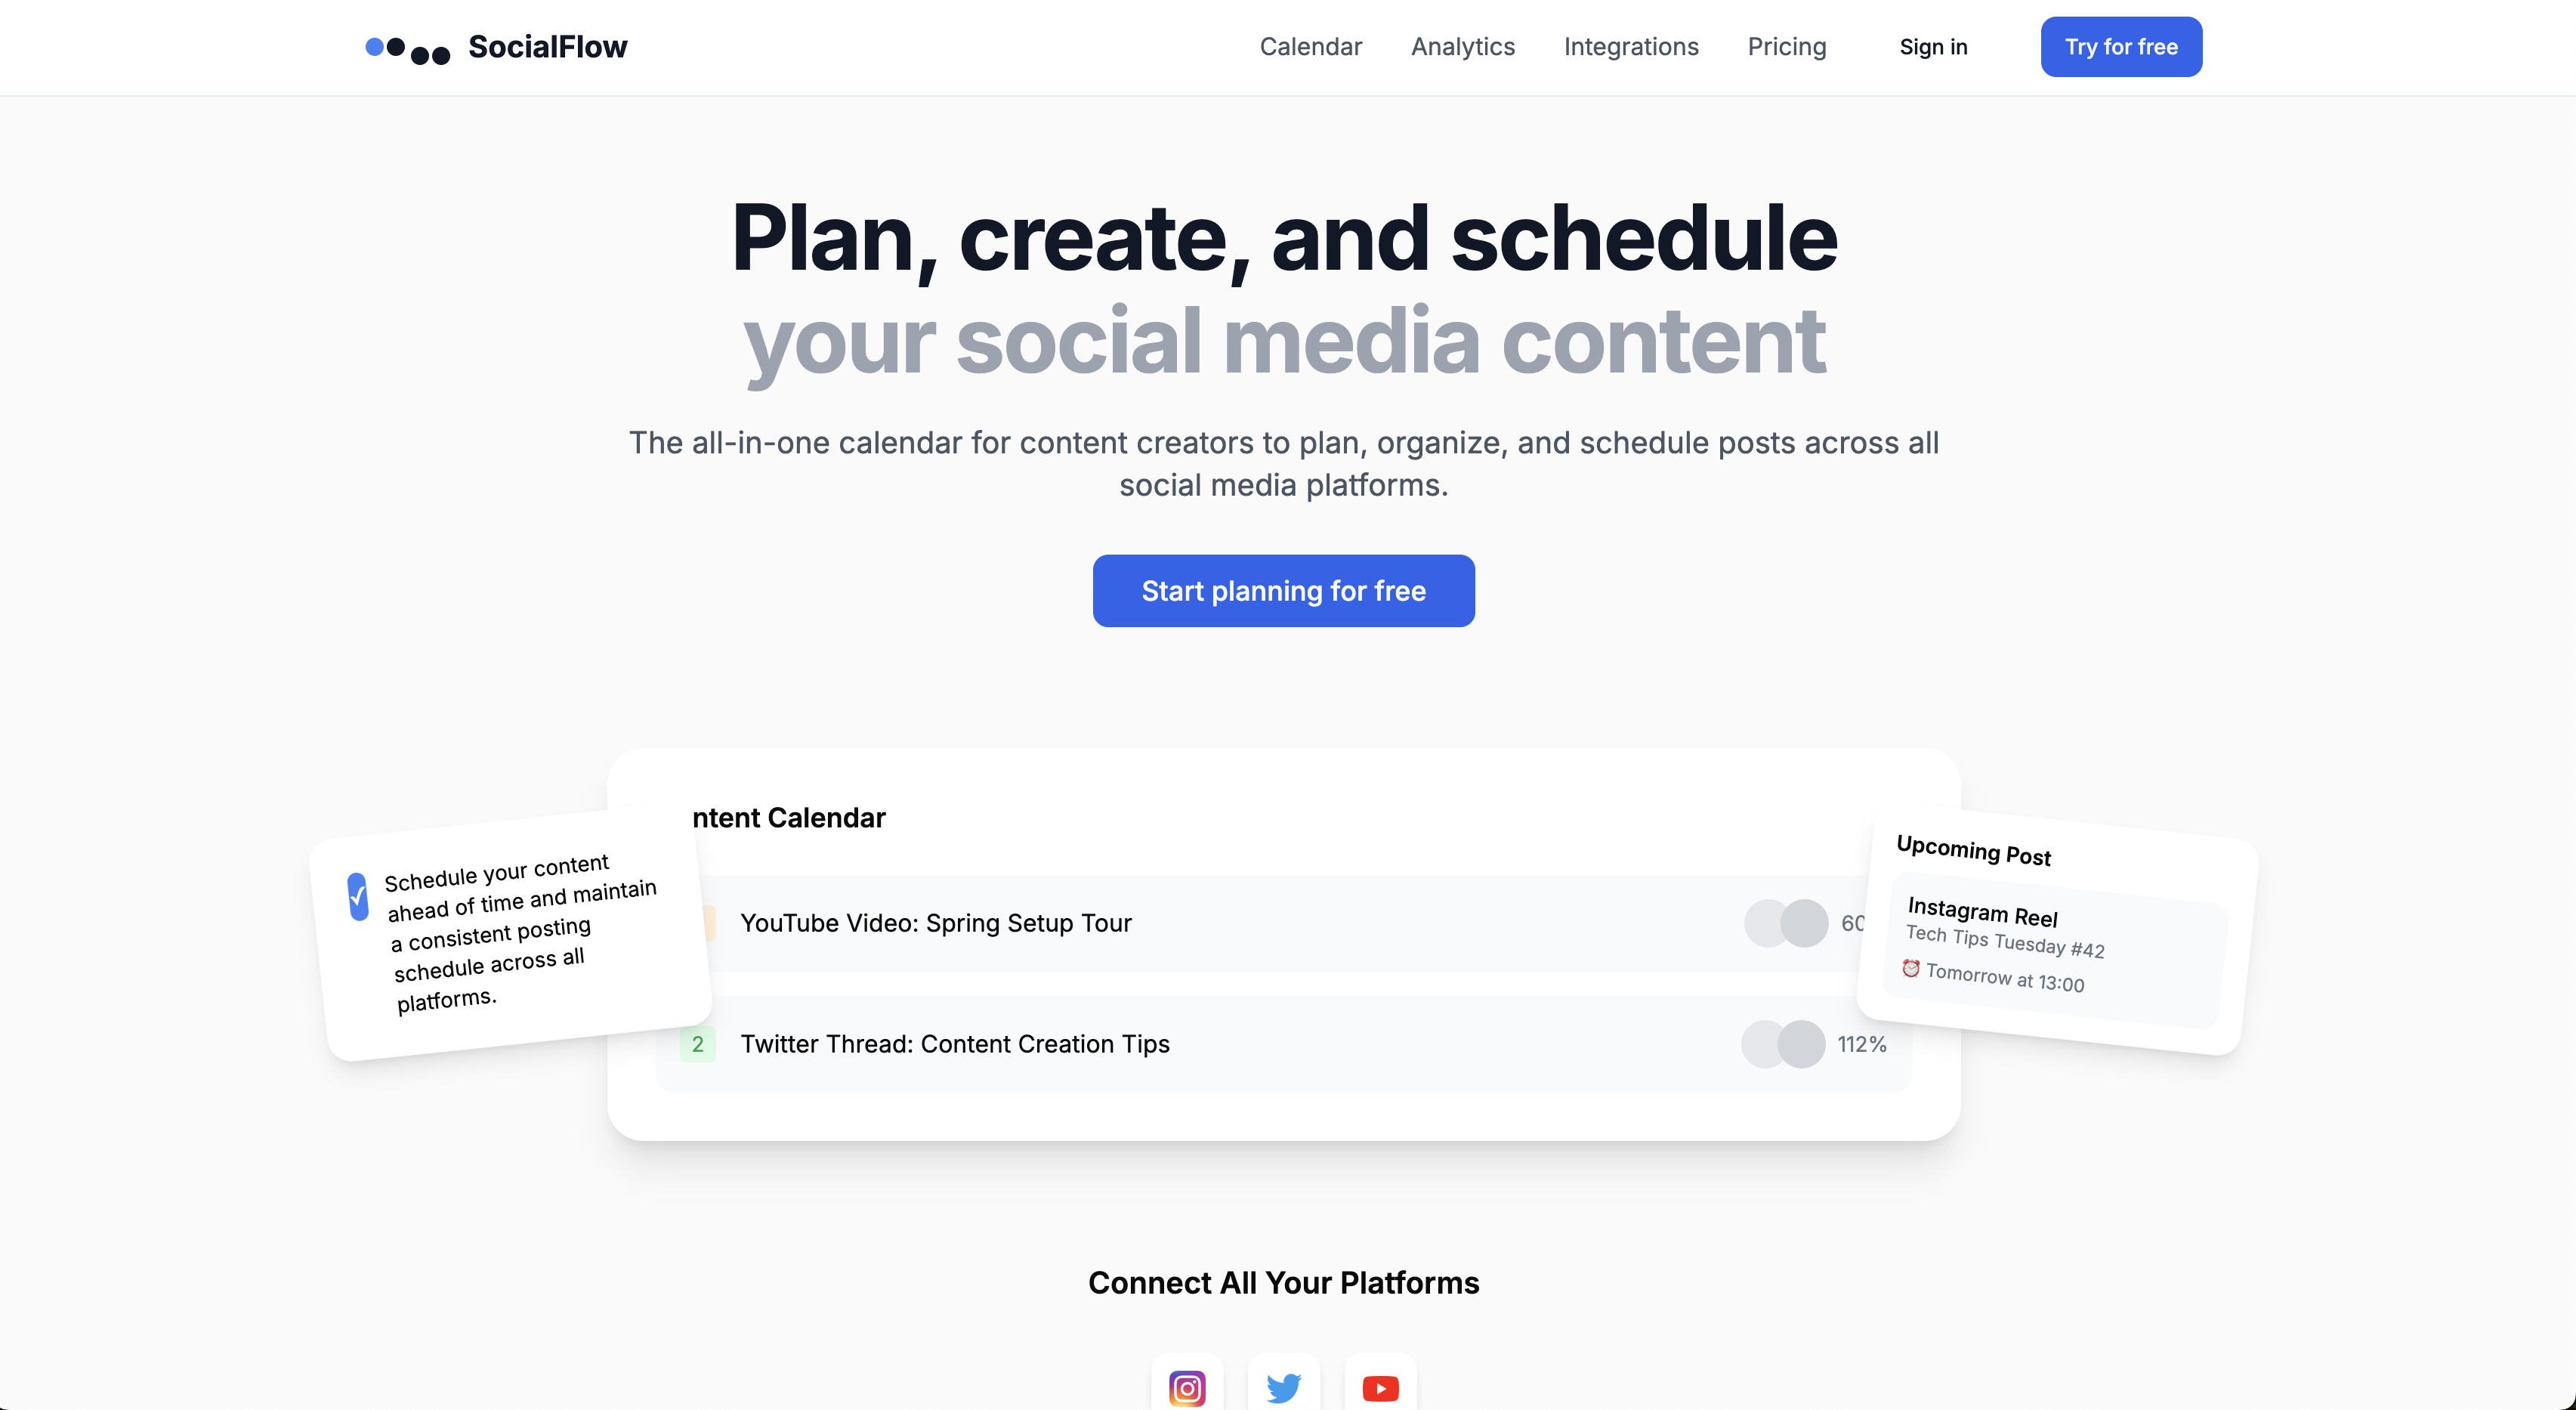 SocialFlow
Calendar
Analytics
Integrations
Pricing
Sign in
Try for free
Plan, create, and schedule
your social media content
The all-in-one calendar for content creators to plan, organize, and schedule posts across all
social media platforms.
Start planning for free
ntent Calendar
Schedule your content
ahead of time and maintain
a consistent posting
schedule across all
platforms.
YouTube Video: Spring Setup Tour
60
2
Twitter Thread: Content Creation Tips
112%
Upcoming Post
Instagram Reel
Tech Tips Tuesday #42
⏰ Tomorrow at 13:00
Connect All Your Platforms